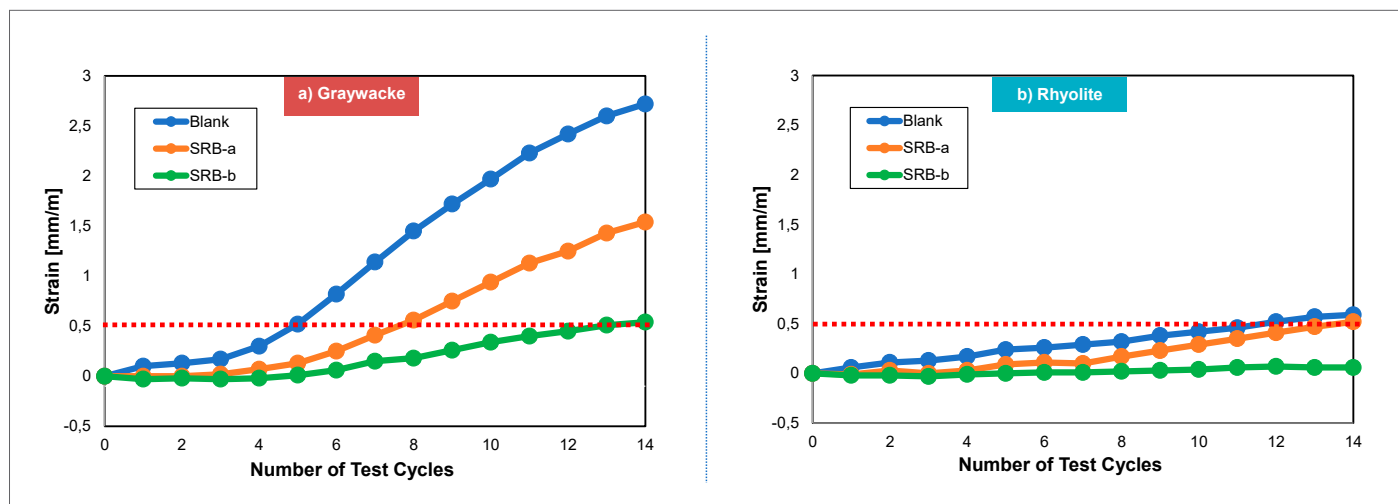 a) Graywacke
Blank
SRB-a
SRB-b
Strain [mm/m]
3
2,5
2
1,5
1
0,5
0
-0,5
0 2 4 6 8 10 12 14
Number of Test Cycles
b) Rhyolite
Blank
SRB-a
SRB-b
Strain [mm/m]
3
2,5
2
1,5
1
0,5
0
-0,5
0 2 4 6 8 10 12 14
Number of Test Cycles